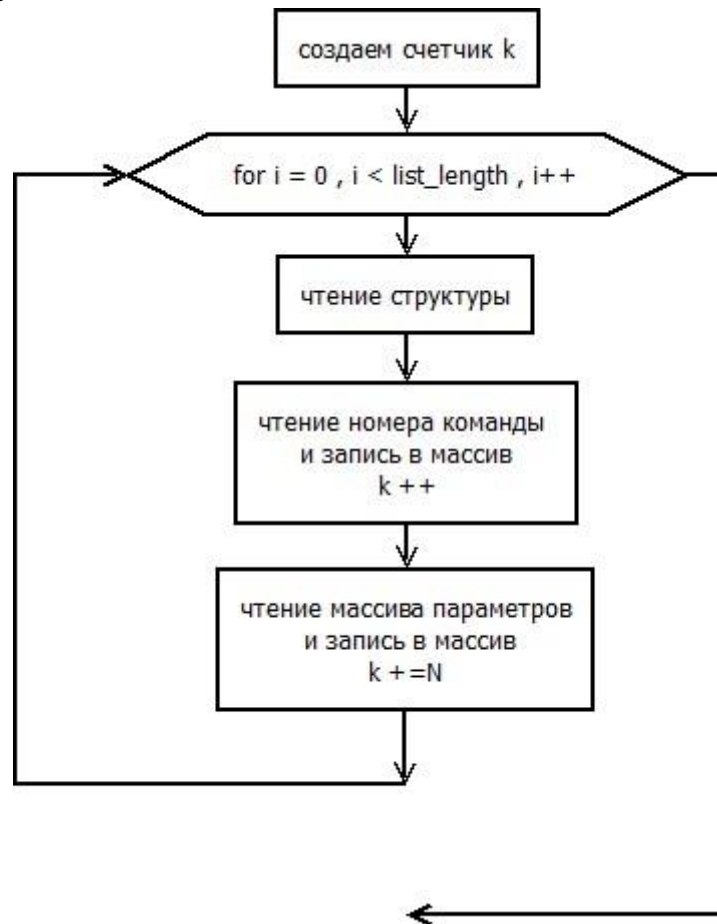 создаем счетчик k
for i = 0 , i < list_length , i++
чтение структуры
чтение номера команды
и запись в массив
k ++
чтение массива параметров
и запись в массив
k +=N